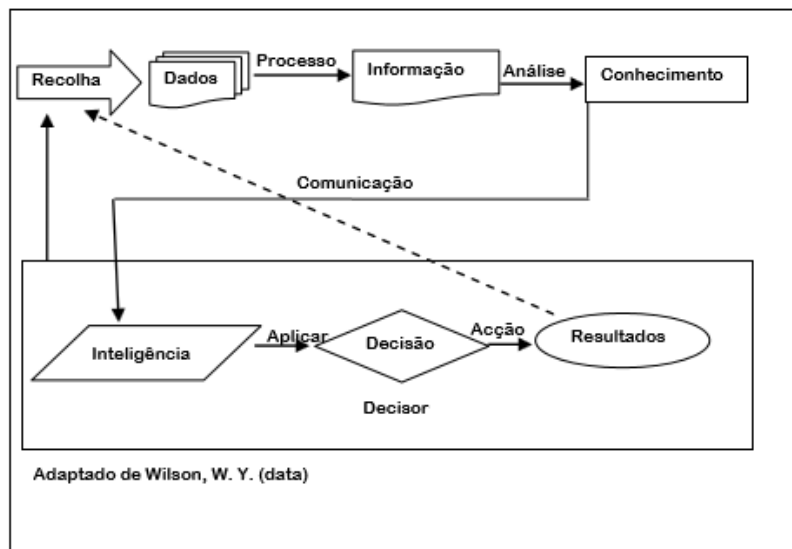 Recolha
Dados
Processo
Informação
Análise
Conhecimento
Comunicação
Inteligência
Aplicar
Decisão
Acção
Resultados
Decisor
Adaptado de Wilson, W. Y. (data)